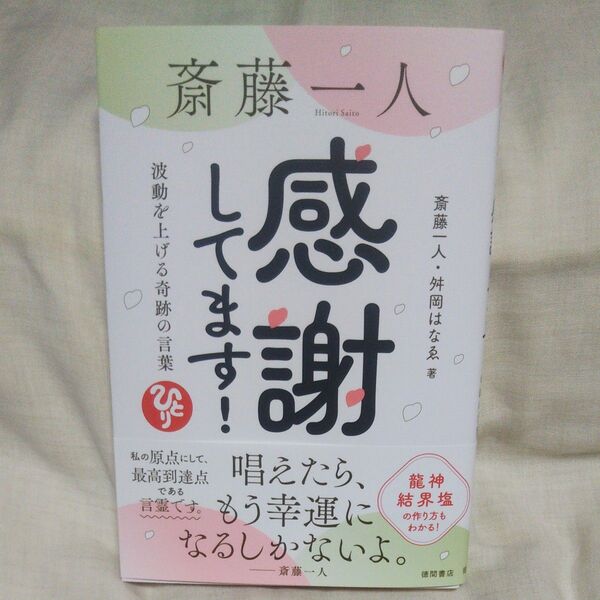 斎藤一人
Hitori Saito
感謝
してます!
波動を上げる奇跡の言葉
斎藤一人・舛岡はなゑ 著
ひとり
私の原点にして、
最高到達点
である
言霊です。
唱えたら、
もう幸運に
なるしかないよ。
――斎藤一人
龍神
結界塩
の作り方も
わかる!
徳間書店